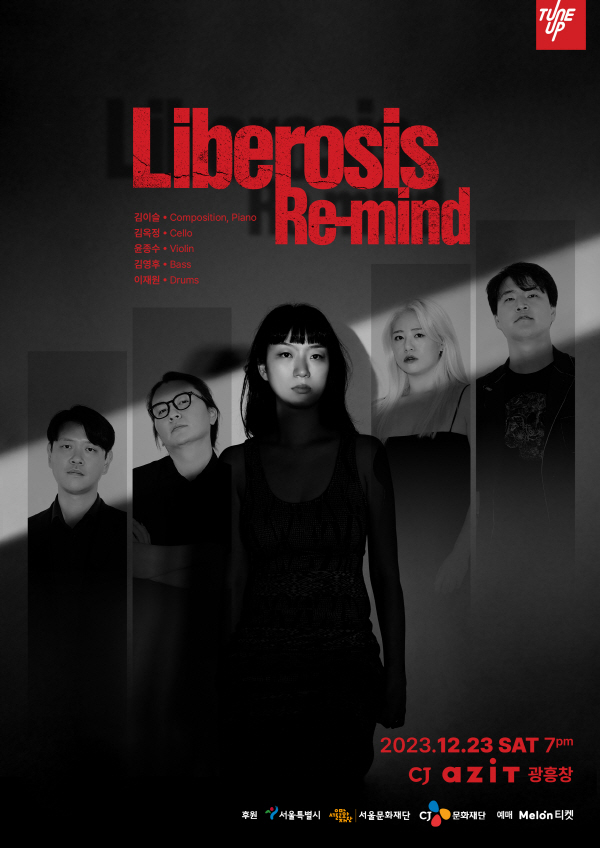 TUNE
UP
Liberosis
Re-mind
김이슬 • Composition, Piano
김옥정 • Cello
윤종수 • Violin
김영후 • Bass
이재원 • Drums
2023.12.23 SAT 7pm
CJ azit 광흥창
후원 서울특별시 서울문화재단 CJ 문화재단 예매 Melon티켓